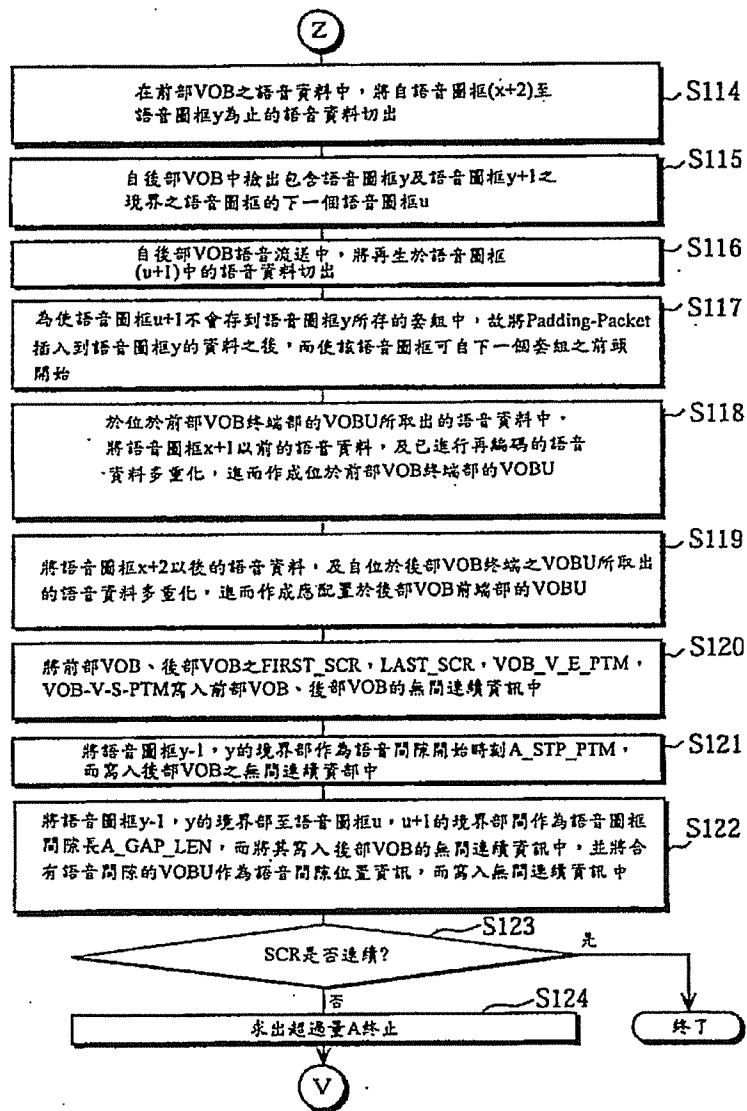 Z
在前部VOB之語音資料中，將自語音圖框(x+2)至
語音圖框y為止的語音資料切出
S114
自後部VOB中檢出包含語音圖框y及語音圖框y+1之
境界之語音圖框的下一個語音圖框u
S115
自後部VOB語音流送中，將再生於語音圖框
(u+1)中的語音資料切出
S116
為使語音圖框u+1不會存到語音圖框y所存的套組中，故將Padding-Packet
插入到語音圖框y的資料之後，而使該語音圖框可自下一個套組之前頭
開始
S117
於位於前部VOB終端部的VOBU所取出的語音資料中，
將語音圖框x+1以前的語音資料，及已進行再編碼的語音
資料多重化，進而作成位於前部VOB終端部的VOBU
S118
將語音圖框x+2以後的語音資料，及自位於後部VOB終端之VOBU所取出
的語音資料多重化，進而作成應配置於後部VOB前端部的VOBU
S119
將前部VOB、後部VOB之FIRST_SCR，LAST_SCR，VOB_V_E_PTM，
VOB-V-S-PTM寫入前部VOB、後部VOB的無間連續資訊中
S120
將語音圖框y-1，y的境界部作為語音間隙開始時刻A_STP_PTM，
而寫入後部VOB之無間連續資部中
S121
將語音圖框y-1，y的境界部至語音圖框u，u+1的境界部間作為語音圖框
間隙長A_GAP_LEN，而將其寫入後部VOB的無間連續資訊中，並將含
有語音間隙的VOBU作為語音間隙位置資訊，而寫入無間連續資訊中
S122
S123
SCR是否連續?
是
否
終了
S124
求出超過量A終止
V